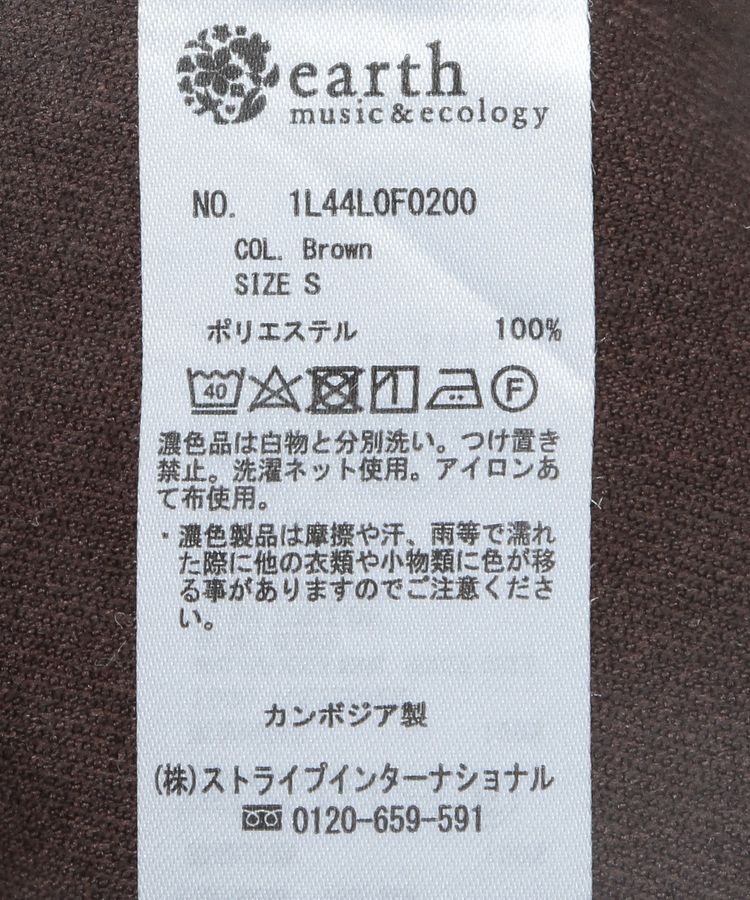 earth
music&ecology
NO. 1L44L0F0200
COL. Brown
SIZE S
ポリエステル 100%
40 F
濃色品は白物と分別洗い。つけ置き
禁止。洗濯ネット使用。アイロンあ
て布使用。
・濃色製品は摩擦や汗、雨等で濡れ
た際に他の衣類や小物類に色が移
る事がありますのでご注意くださ
い。
カンボジア製
(株)ストライプインターナショナル
0120-659-591